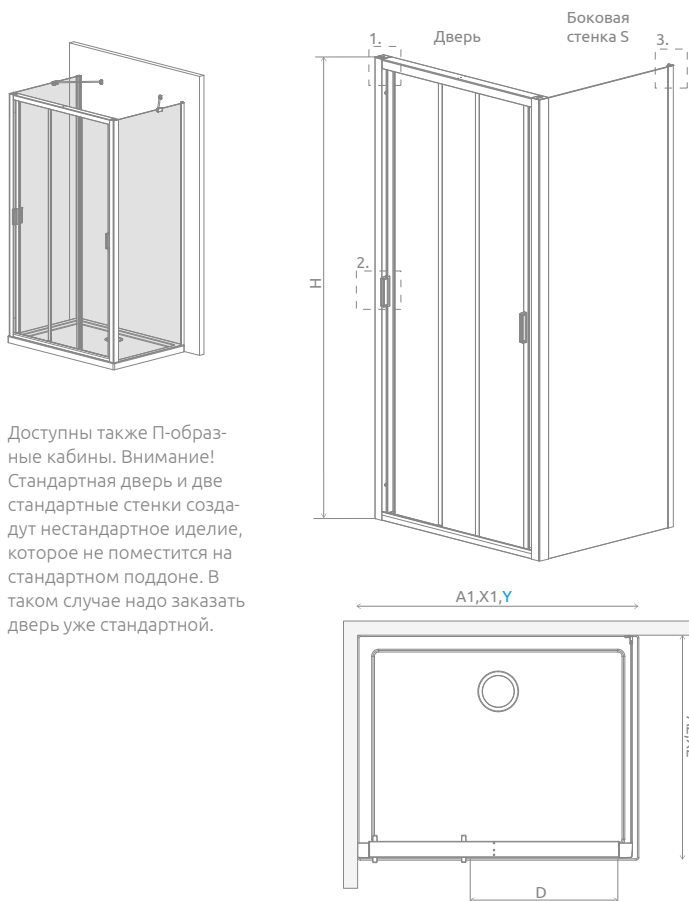 1.
Дверь
Боковая
стенка S
3.
2.
H
Доступны также П-образ-
ные кабины. Внимание!
Стандартная дверь и две
стандартные стенки созда-
дут нестандартное иделие,
которое не поместится на
стандартном поддоне. В
таком случае надо заказать
дверь уже стандартной.
A1,X1,Y
D